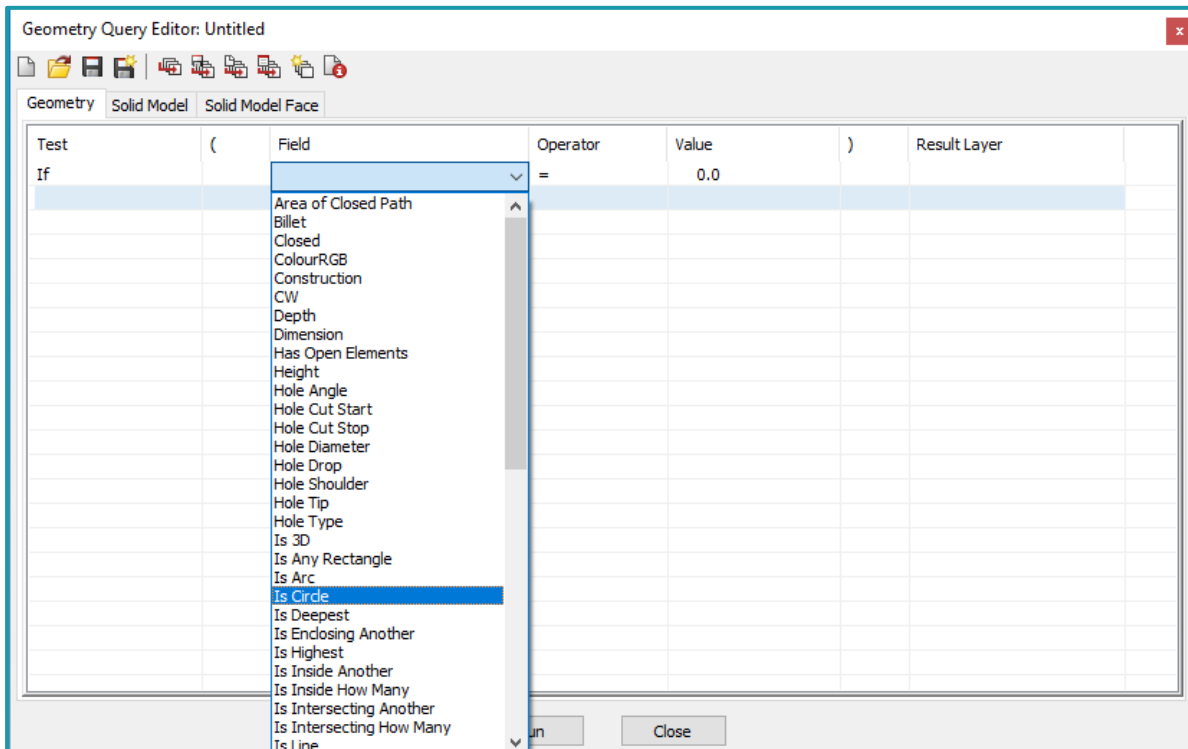 Geometry Query Editor: Untitled
x
Geometry Solid Model Solid Model Face
Test ( Field Operator Value ) Result Layer
If = 0.0
Area of Closed Path
Billet
Closed
ColourRGB
Construction
CW
Depth
Dimension
Has Open Elements
Height
Hole Angle
Hole Cut Start
Hole Cut Stop
Hole Diameter
Hole Drop
Hole Shoulder
Hole Tip
Hole Type
Is 3D
Is Any Rectangle
Is Arc
Is Circle
Is Deepest
Is Enclosing Another
Is Highest
Is Inside Another
Is Inside How Many
Is Intersecting Another
Is Intersecting How Many
Is Line
un Close